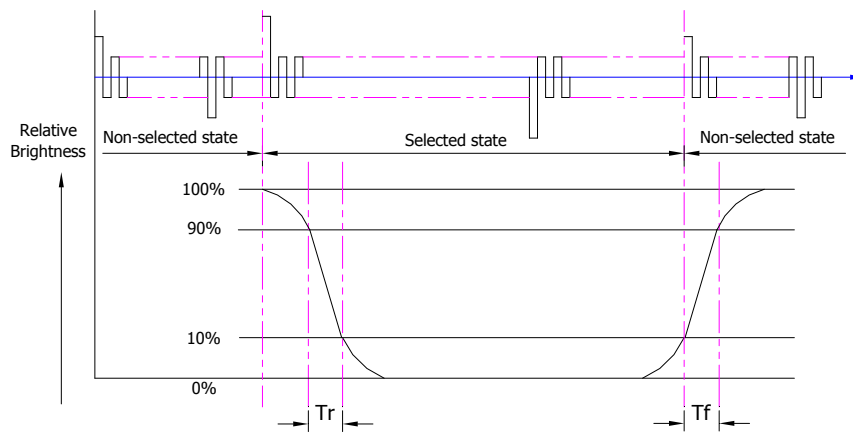 Relative
Brightness
Non-selected state
Selected state
Non-selected state
100%
90%
10%
0%
Tr
Tf